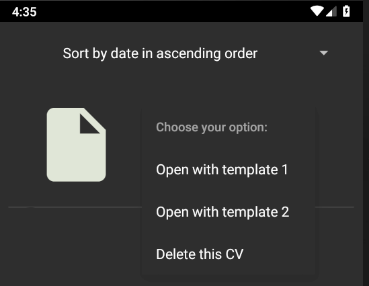 4:35
Sort by date in ascending order
Choose your option:
Open with template 1
Open with template 2
Delete this CV